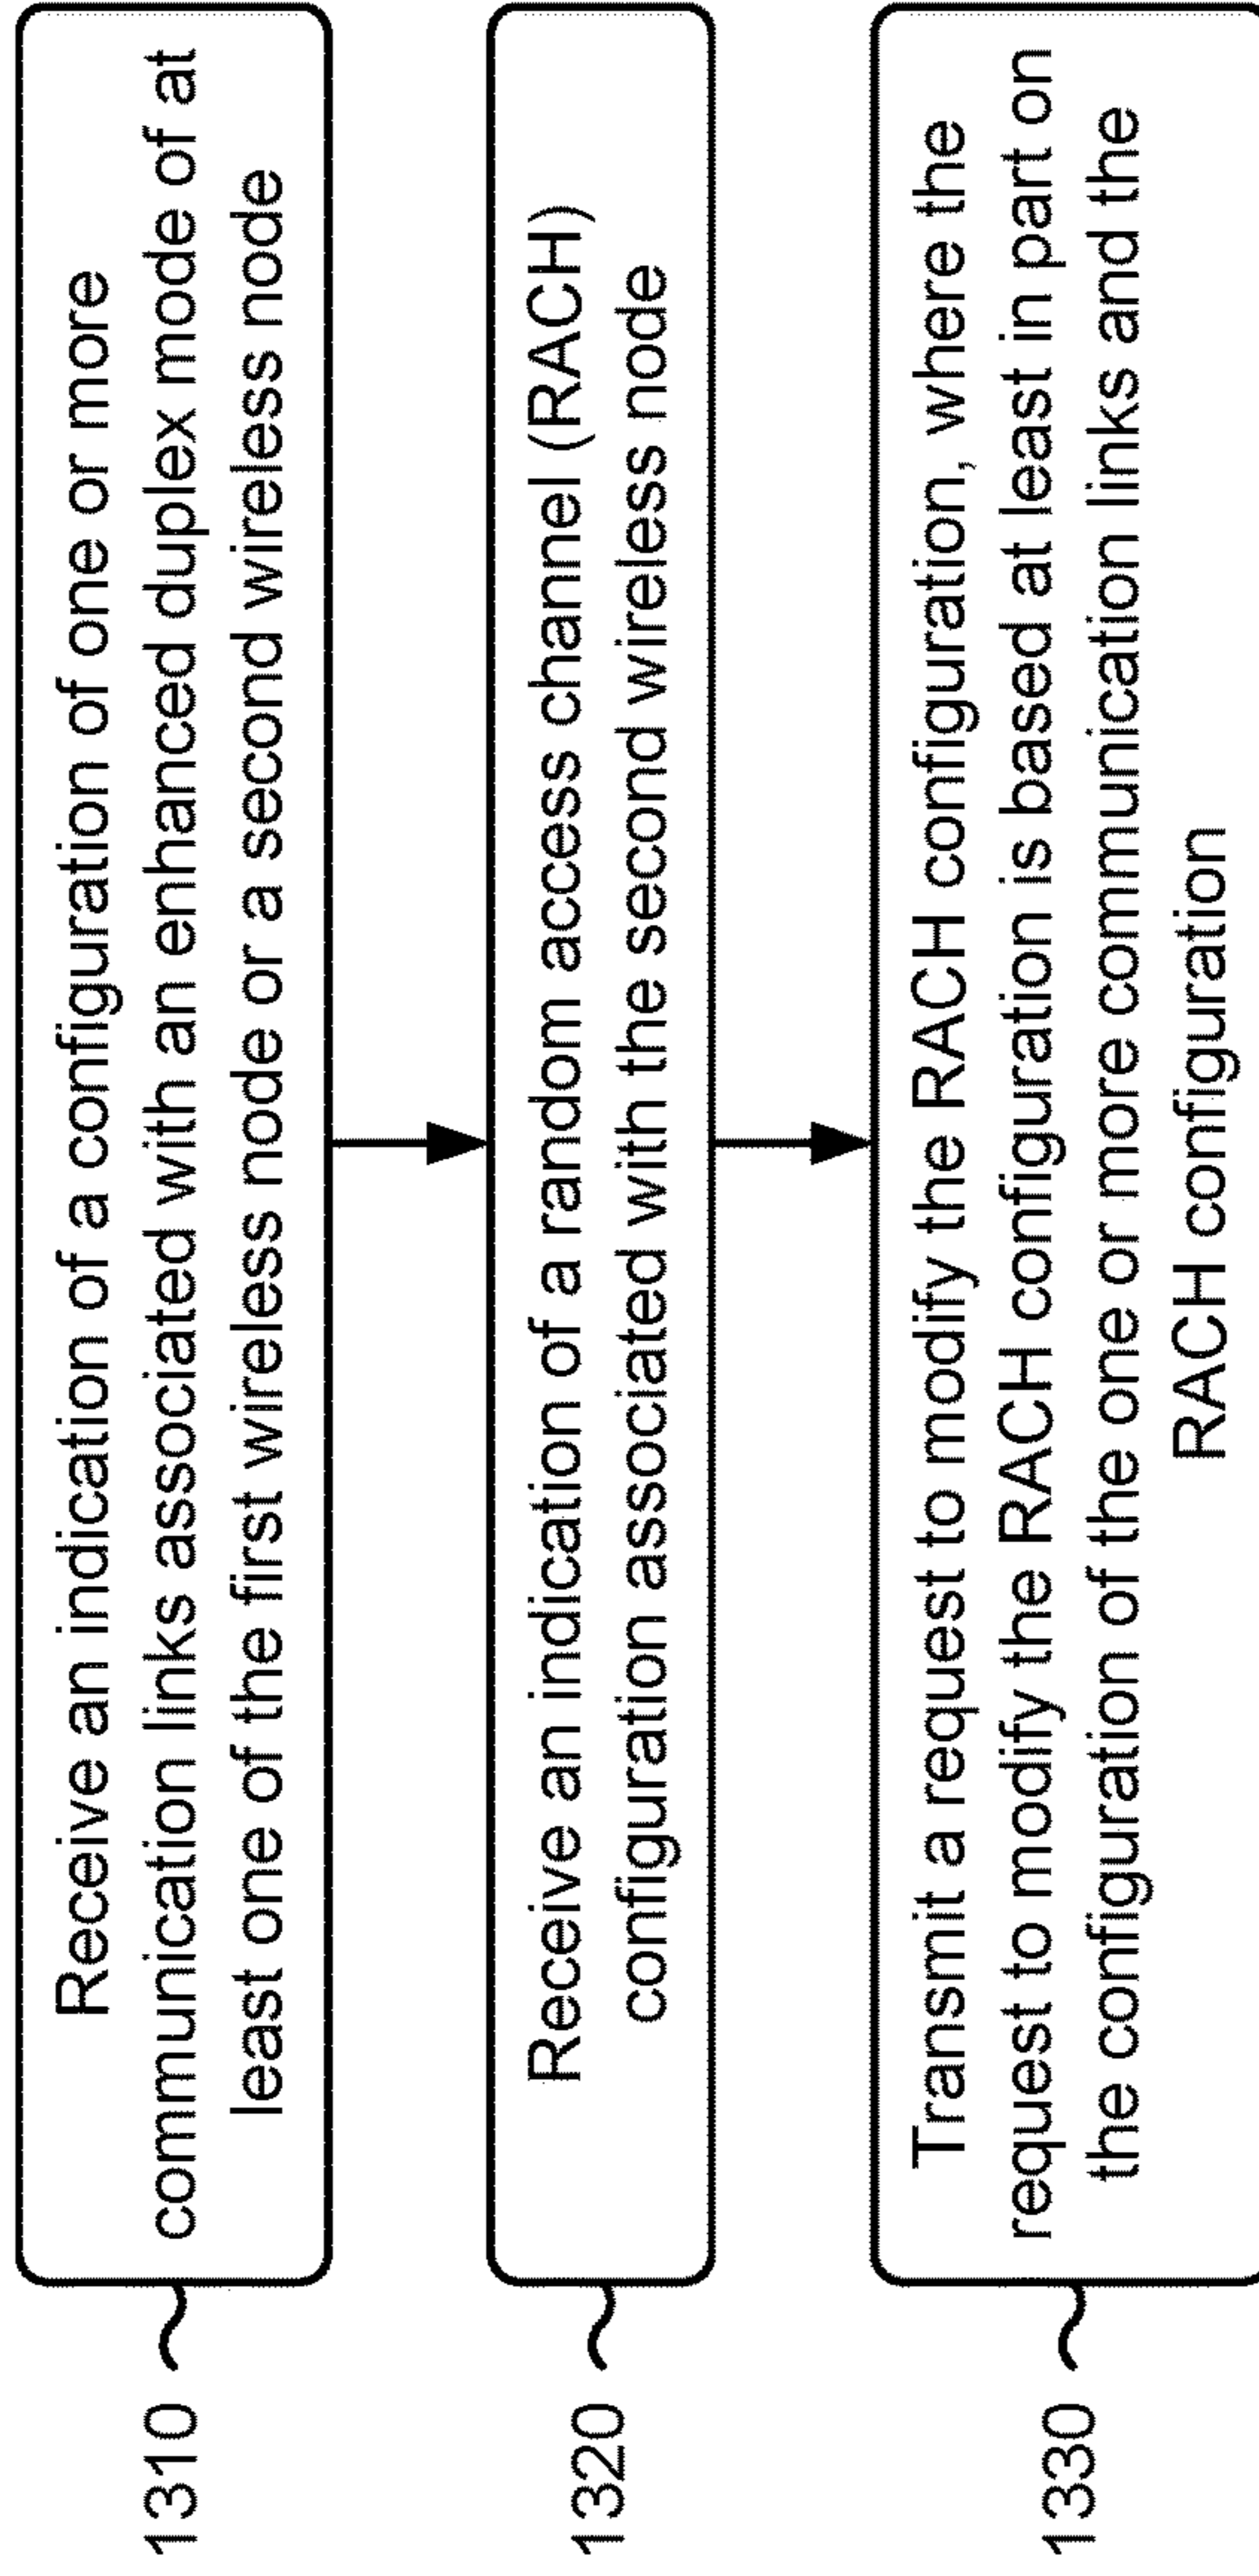 1310
Receive an indication of a configuration of one or more
communication links associated with an enhanced duplex mode of at
least one of the first wireless node or a second wireless node
1320
Receive an indication of a random access channel (RACH)
configuration associated with the second wireless node
1330
Transmit a request to modify the RACH configuration, where the
request to modify the RACH configuration is based at least in part on
the configuration of the one or more communication links and the
RACH configuration